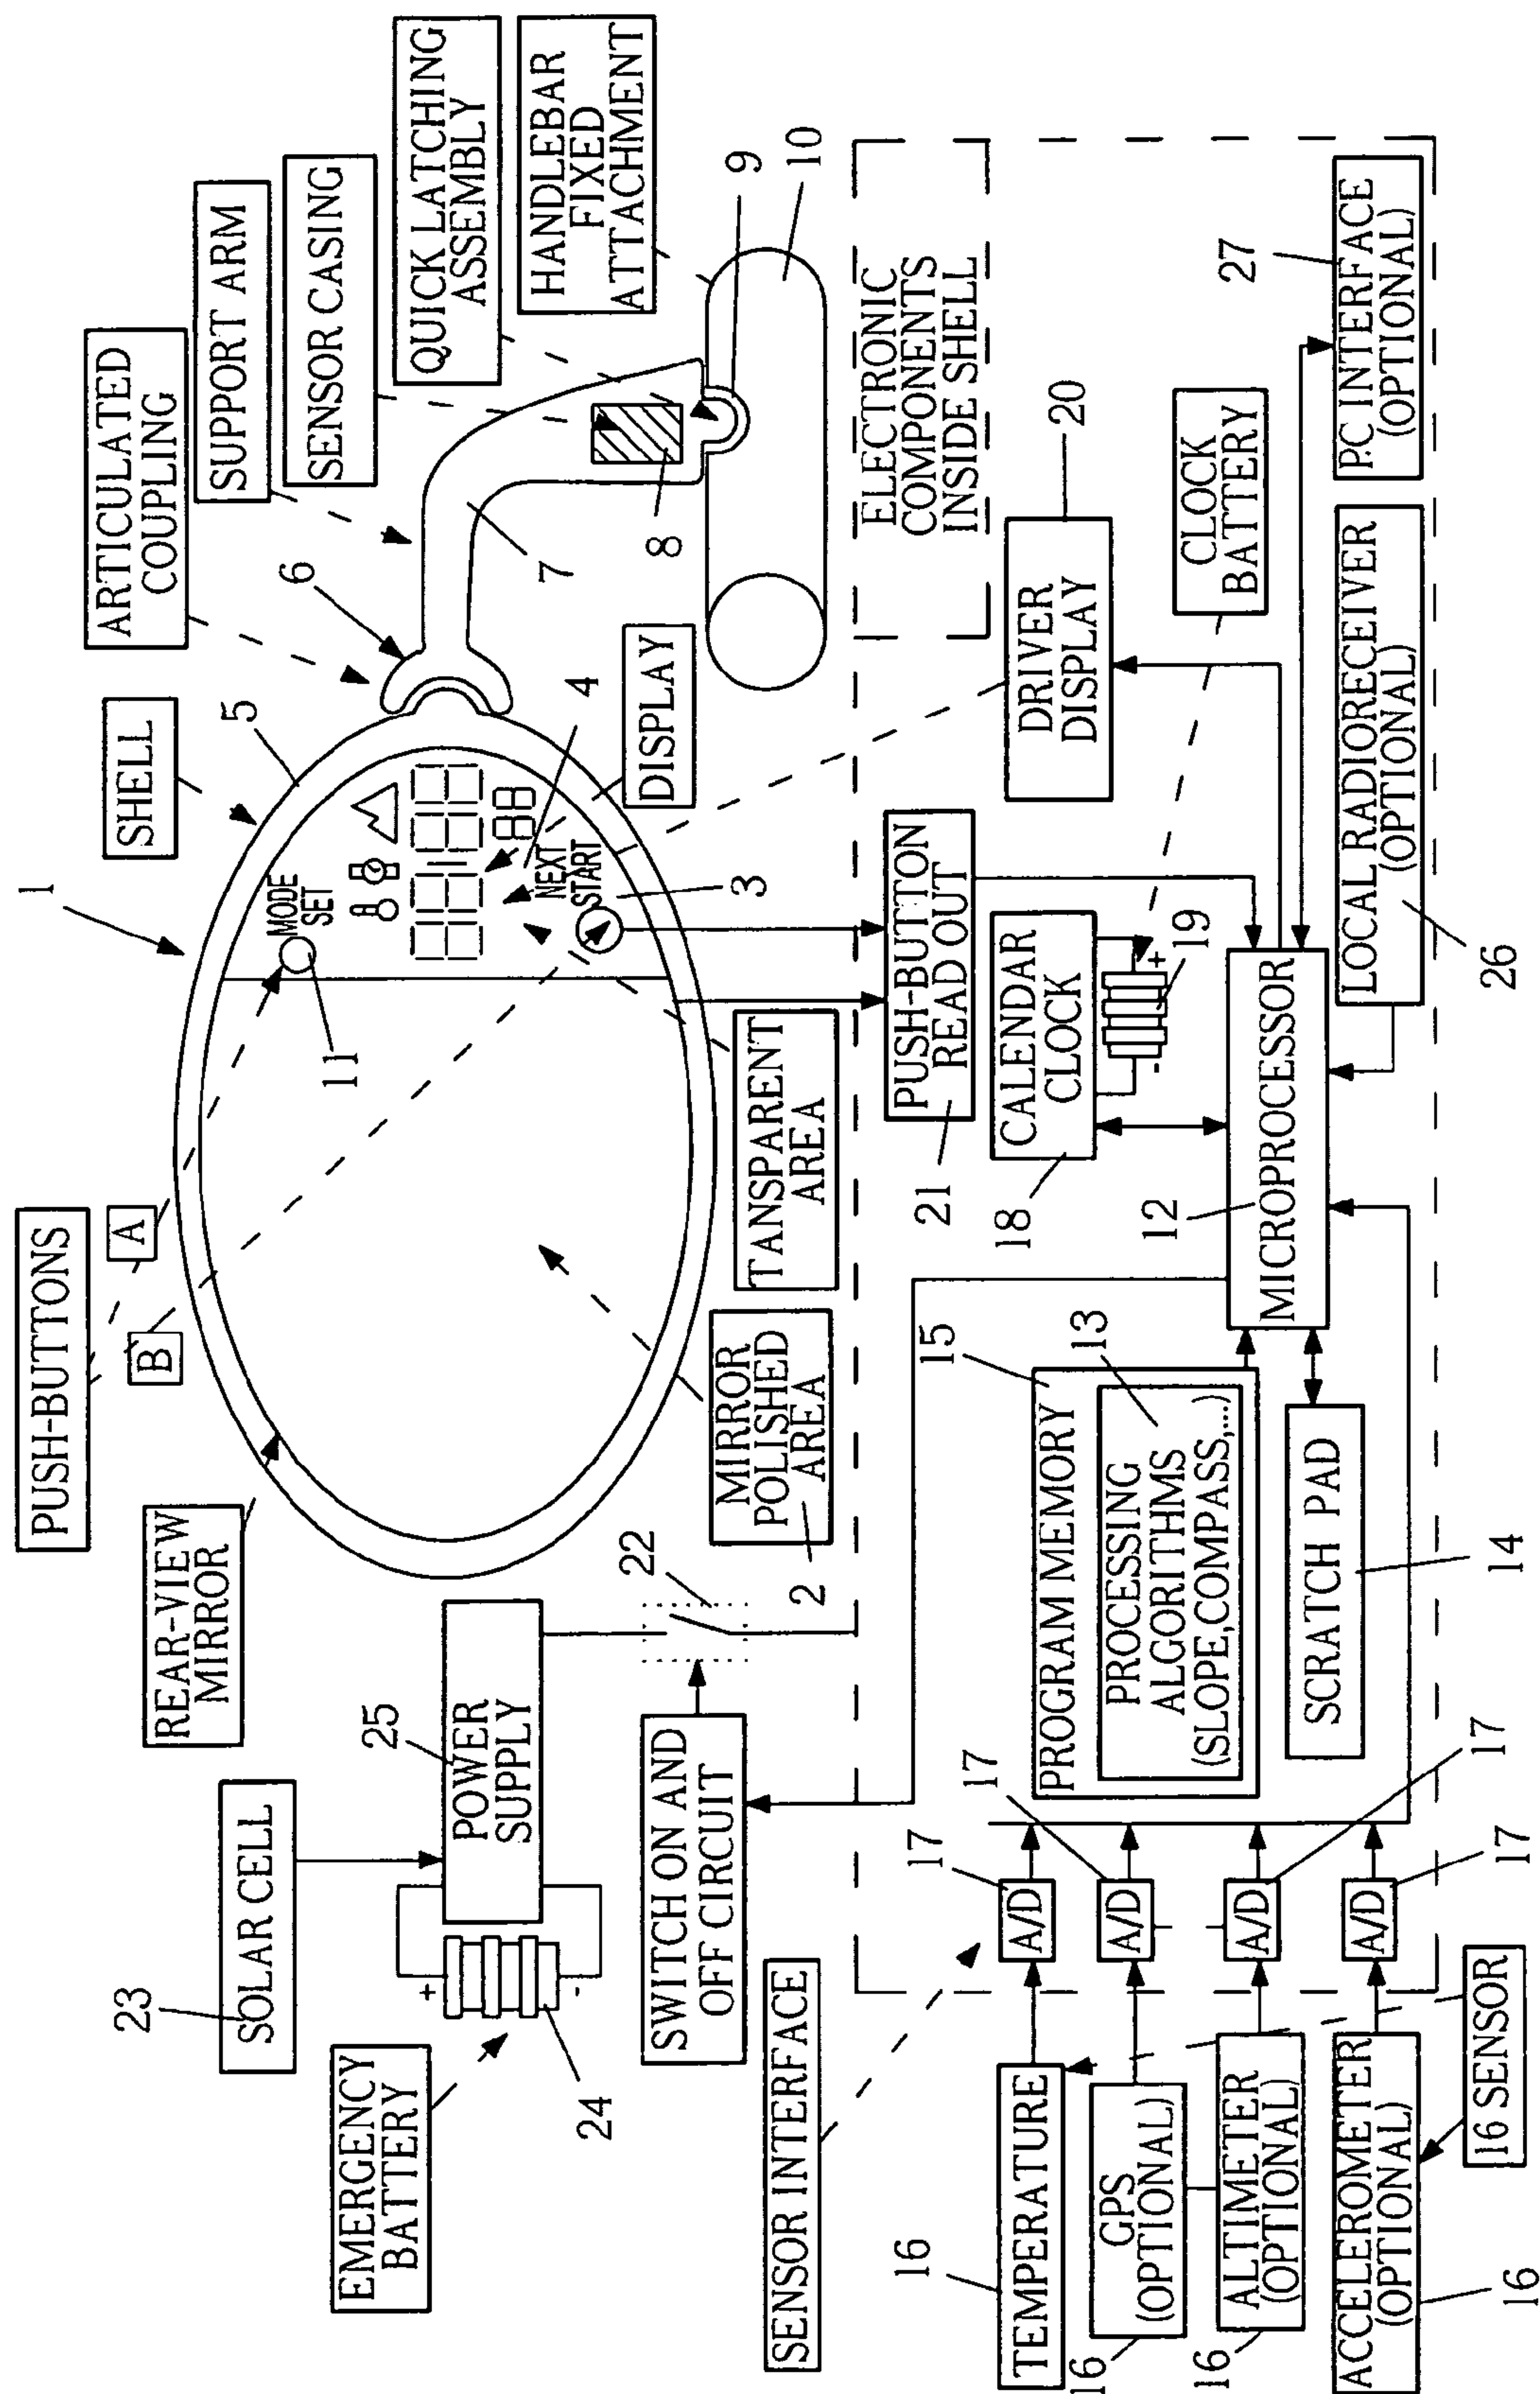 1
PUSH-BUTTONS
A
B
REAR-VIEW
MIRROR
SHELL
5
ARTICULATED
COUPLING
6
SUPPORT ARM
SENSOR CASING
QUICK LATCHING
ASSEMBLY
HANDLEBAR
FIXED
ATTACHMENT
MODE
SET
11
NEXT
START
3
4
7
8
9
10
DISPLAY
SOLAR CELL
23
EMERGENCY
BATTERY
+
-
24
25
POWER
SUPPLY
22
2
MIRROR
POLISHED
AREA
TANSPARENT
AREA
SWITCH ON AND
OFF CIRCUIT
SENSOR INTERFACE
ELECTRONIC
COMPONENTS
INSIDE SHELL
PUSH-BUTTON
READ OUT
21
DRIVER
DISPLAY
20
CALENDAR
CLOCK
18
-
+
19
CLOCK
BATTERY
12
MICROPROCESSOR
15
PROGRAM MEMORY
13
PROCESSING
ALGORITHMS
(SLOPE,COMPASS,...)
SCRATCH PAD
14
LOCAL RADIORECEIVER
(OPTIONAL)
26
27
P.C INTERFACE
(OPTIONAL)
17
A/D
17
A/D
A/D
17
A/D
17
16
TEMPERATURE
GPS
(OPTIONAL)
16
ALTIMETER
(OPTIONAL)
16
ACCELEROMETER
(OPTIONAL)
16
16 SENSOR